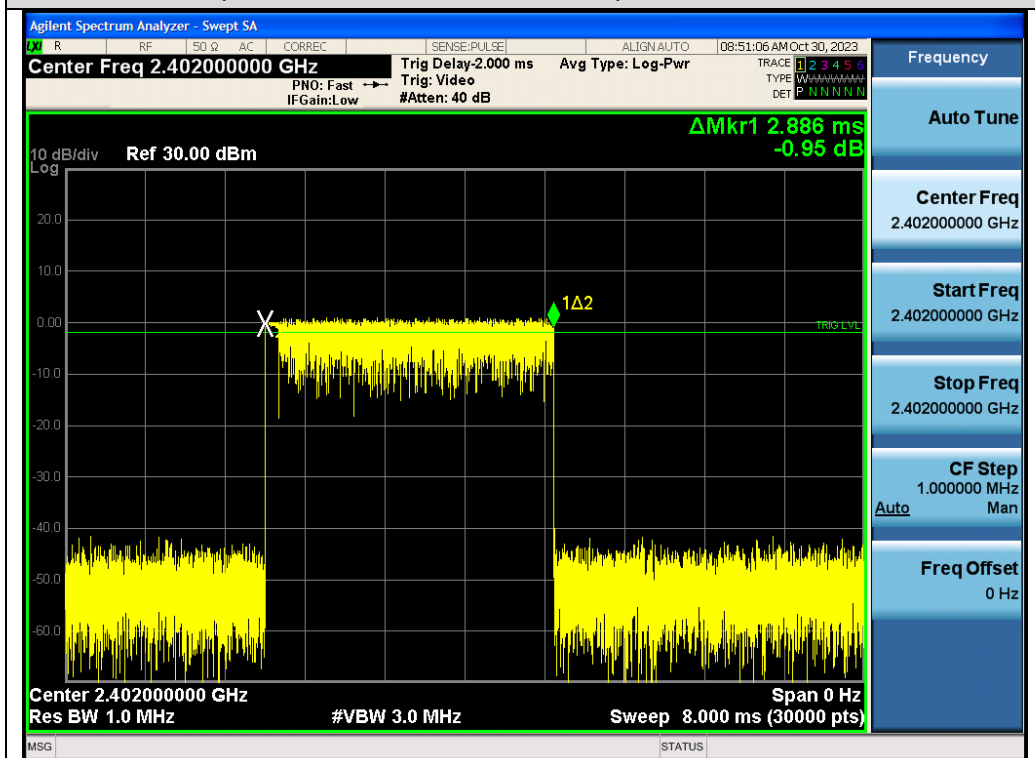 Agilent Spectrum Analyzer - Swept SA
LXI R RF 50 Ω AC CORREC SENSE:PULSE ALIGN AUTO 08:51:06 AM Oct 30, 2023
Center Freq 2.402000000 GHz Trig Delay-2.000 ms Avg Type: Log-Pwr TRACE 1 2 3 4 5 6
PNO: Fast Trig: Video TYPE WWWWWW
IFGain:Low #Atten: 40 dB DET P N N N N N
ΔMkr1 2.886 ms
10 dB/div Ref 30.00 dBm -0.95 dB
Log
20.0
10.0
1Δ2
0.00
TRIG LVL
-10.0
-20.0
-30.0
-40.0
-50.0
-60.0
Center 2.402000000 GHz Span 0 Hz
Res BW 1.0 MHz #VBW 3.0 MHz Sweep 8.000 ms (30000 pts)
MSG STATUS
Frequency
Auto Tune
Center Freq
2.402000000 GHz
Start Freq
2.402000000 GHz
Stop Freq
2.402000000 GHz
CF Step
1.000000 MHz
Auto Man
Freq Offset
0 Hz